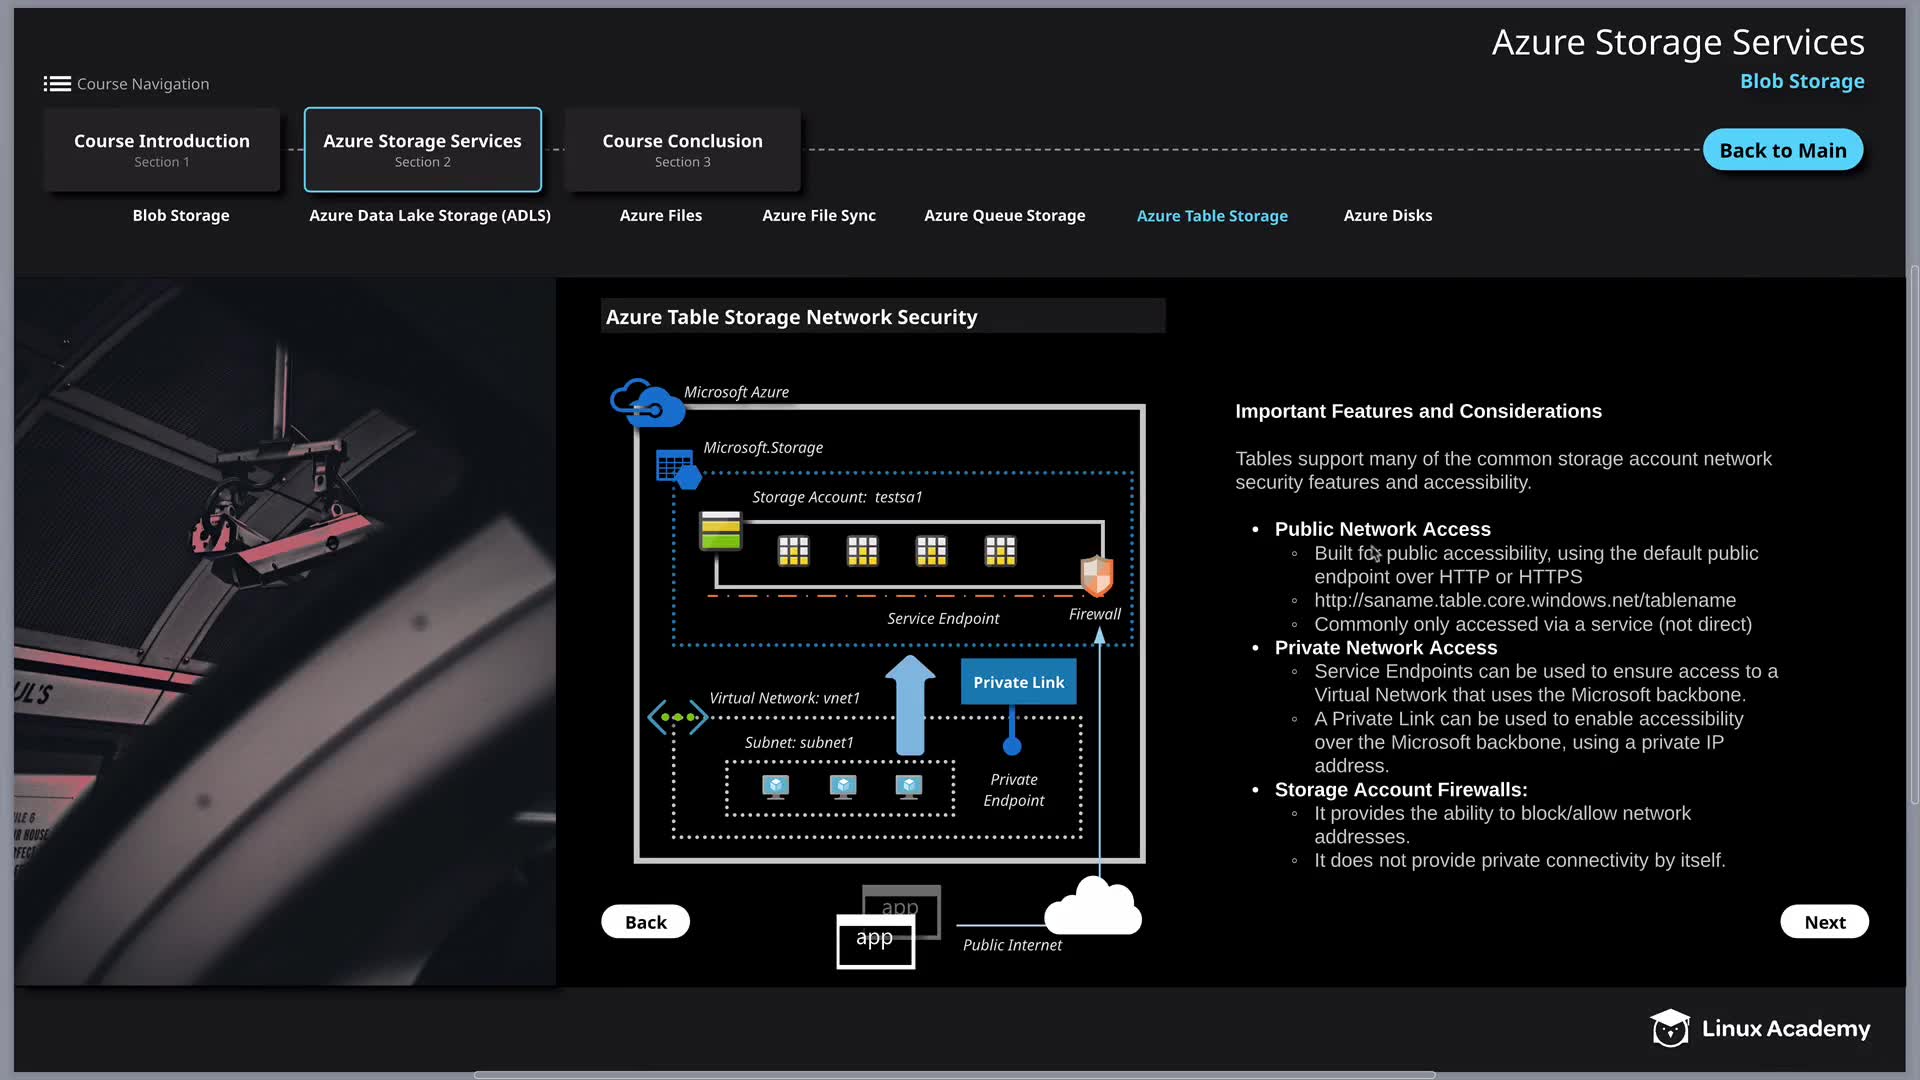 Azure Storage Services
Blob Storage
Course Navigation
Course Introduction
Section 1
Azure Storage Services
Section 2
Course Conclusion
Section 3
Back to Main
Blob Storage
Azure Data Lake Storage (ADLS)
Azure Files
Azure File Sync
Azure Queue Storage
Azure Table Storage
Azure Disks
Azure Table Storage Network Security
Microsoft Azure
Microsoft.Storage
Storage Account: testsa1
Service Endpoint
Firewall
Private Link
Virtual Network: vnet1
Subnet: subnet1
Private
Endpoint
app
app
Public Internet
Important Features and Considerations
Tables support many of the common storage account network
security features and accessibility.
• Public Network Access
◦ Built for public accessibility, using the default public
endpoint over HTTP or HTTPS
◦ http://saname.table.core.windows.net/tablename
◦ Commonly only accessed via a service (not direct)
• Private Network Access
◦ Service Endpoints can be used to ensure access to a
Virtual Network that uses the Microsoft backbone.
◦ A Private Link can be used to enable accessibility
over the Microsoft backbone, using a private IP
address.
• Storage Account Firewalls:
◦ It provides the ability to block/allow network
addresses.
◦ It does not provide private connectivity by itself.
Back
Next
Linux Academy